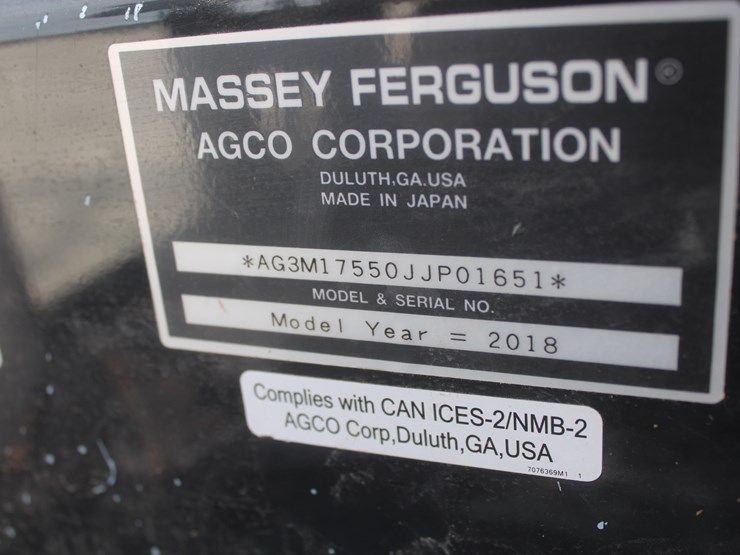 MASSEY FERGUSON®
AGCO CORPORATION
DULUTH.GA.USA
MADE IN JAPAN
*AG3M17550JJP01651*
MODEL & SERIAL NO.
Model Year = 2018
Complies with CAN ICES-2/NMB-2
AGCO Corp,Duluth,GA,USA
7076369M1 1